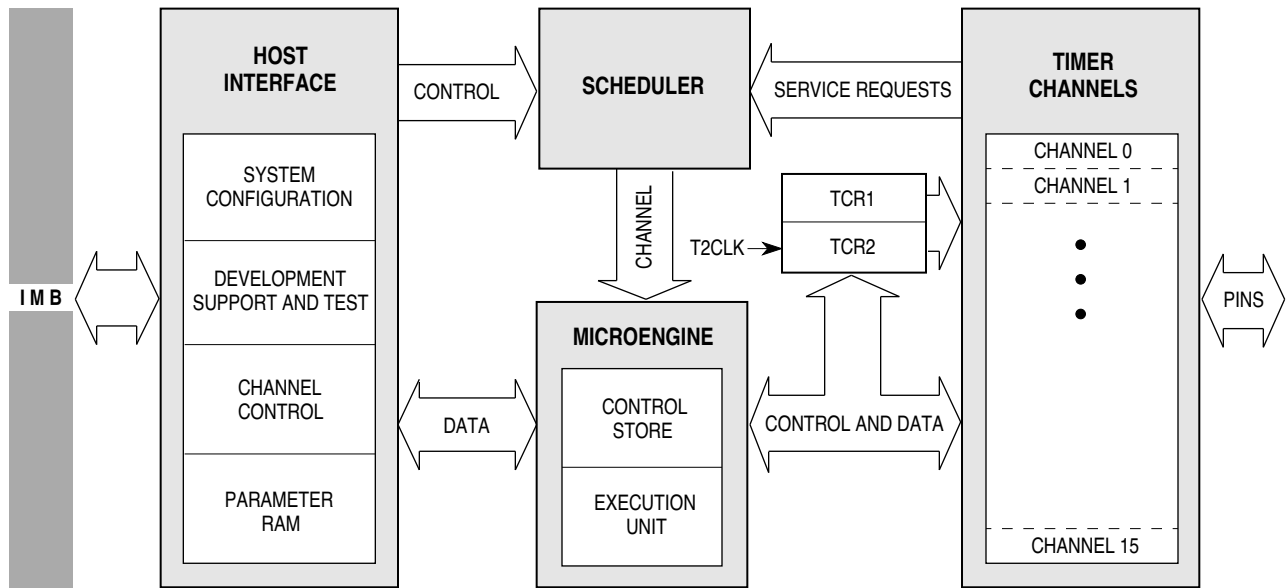 I M B
HOST
INTERFACE
SYSTEM
CONFIGURATION
DEVELOPMENT
SUPPORT AND TEST
CHANNEL
CONTROL
PARAMETER
RAM
CONTROL
DATA
SCHEDULER
CHANNEL
MICROENGINE
CONTROL
STORE
EXECUTION
UNIT
SERVICE REQUESTS
TCR1
T2CLK
TCR2
CONTROL AND DATA
TIMER
CHANNELS
CHANNEL 0
CHANNEL 1
CHANNEL 15
PINS